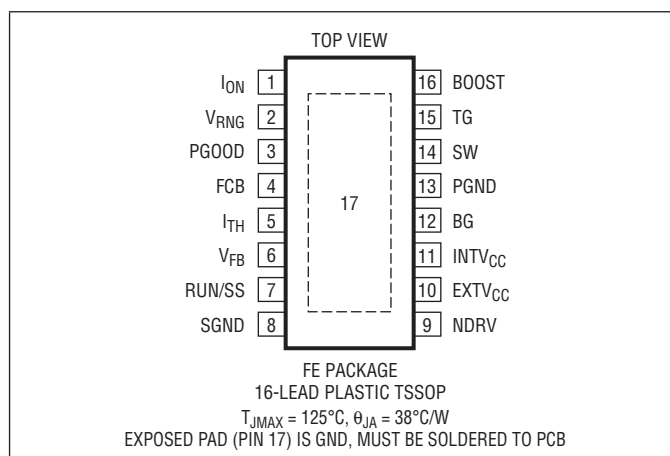 TOP VIEW
I_ON 1
V_RNG 2
PGOOD 3
FCB 4
I_TH 5
V_FB 6
RUN/SS 7
SGND 8
17
16 BOOST
15 TG
14 SW
13 PGND
12 BG
11 INTV_CC
10 EXTV_CC
9 NDRV
FE PACKAGE
16-LEAD PLASTIC TSSOP
T_JMAX = 125°C, θ_JA = 38°C/W
EXPOSED PAD (PIN 17) IS GND, MUST BE SOLDERED TO PCB